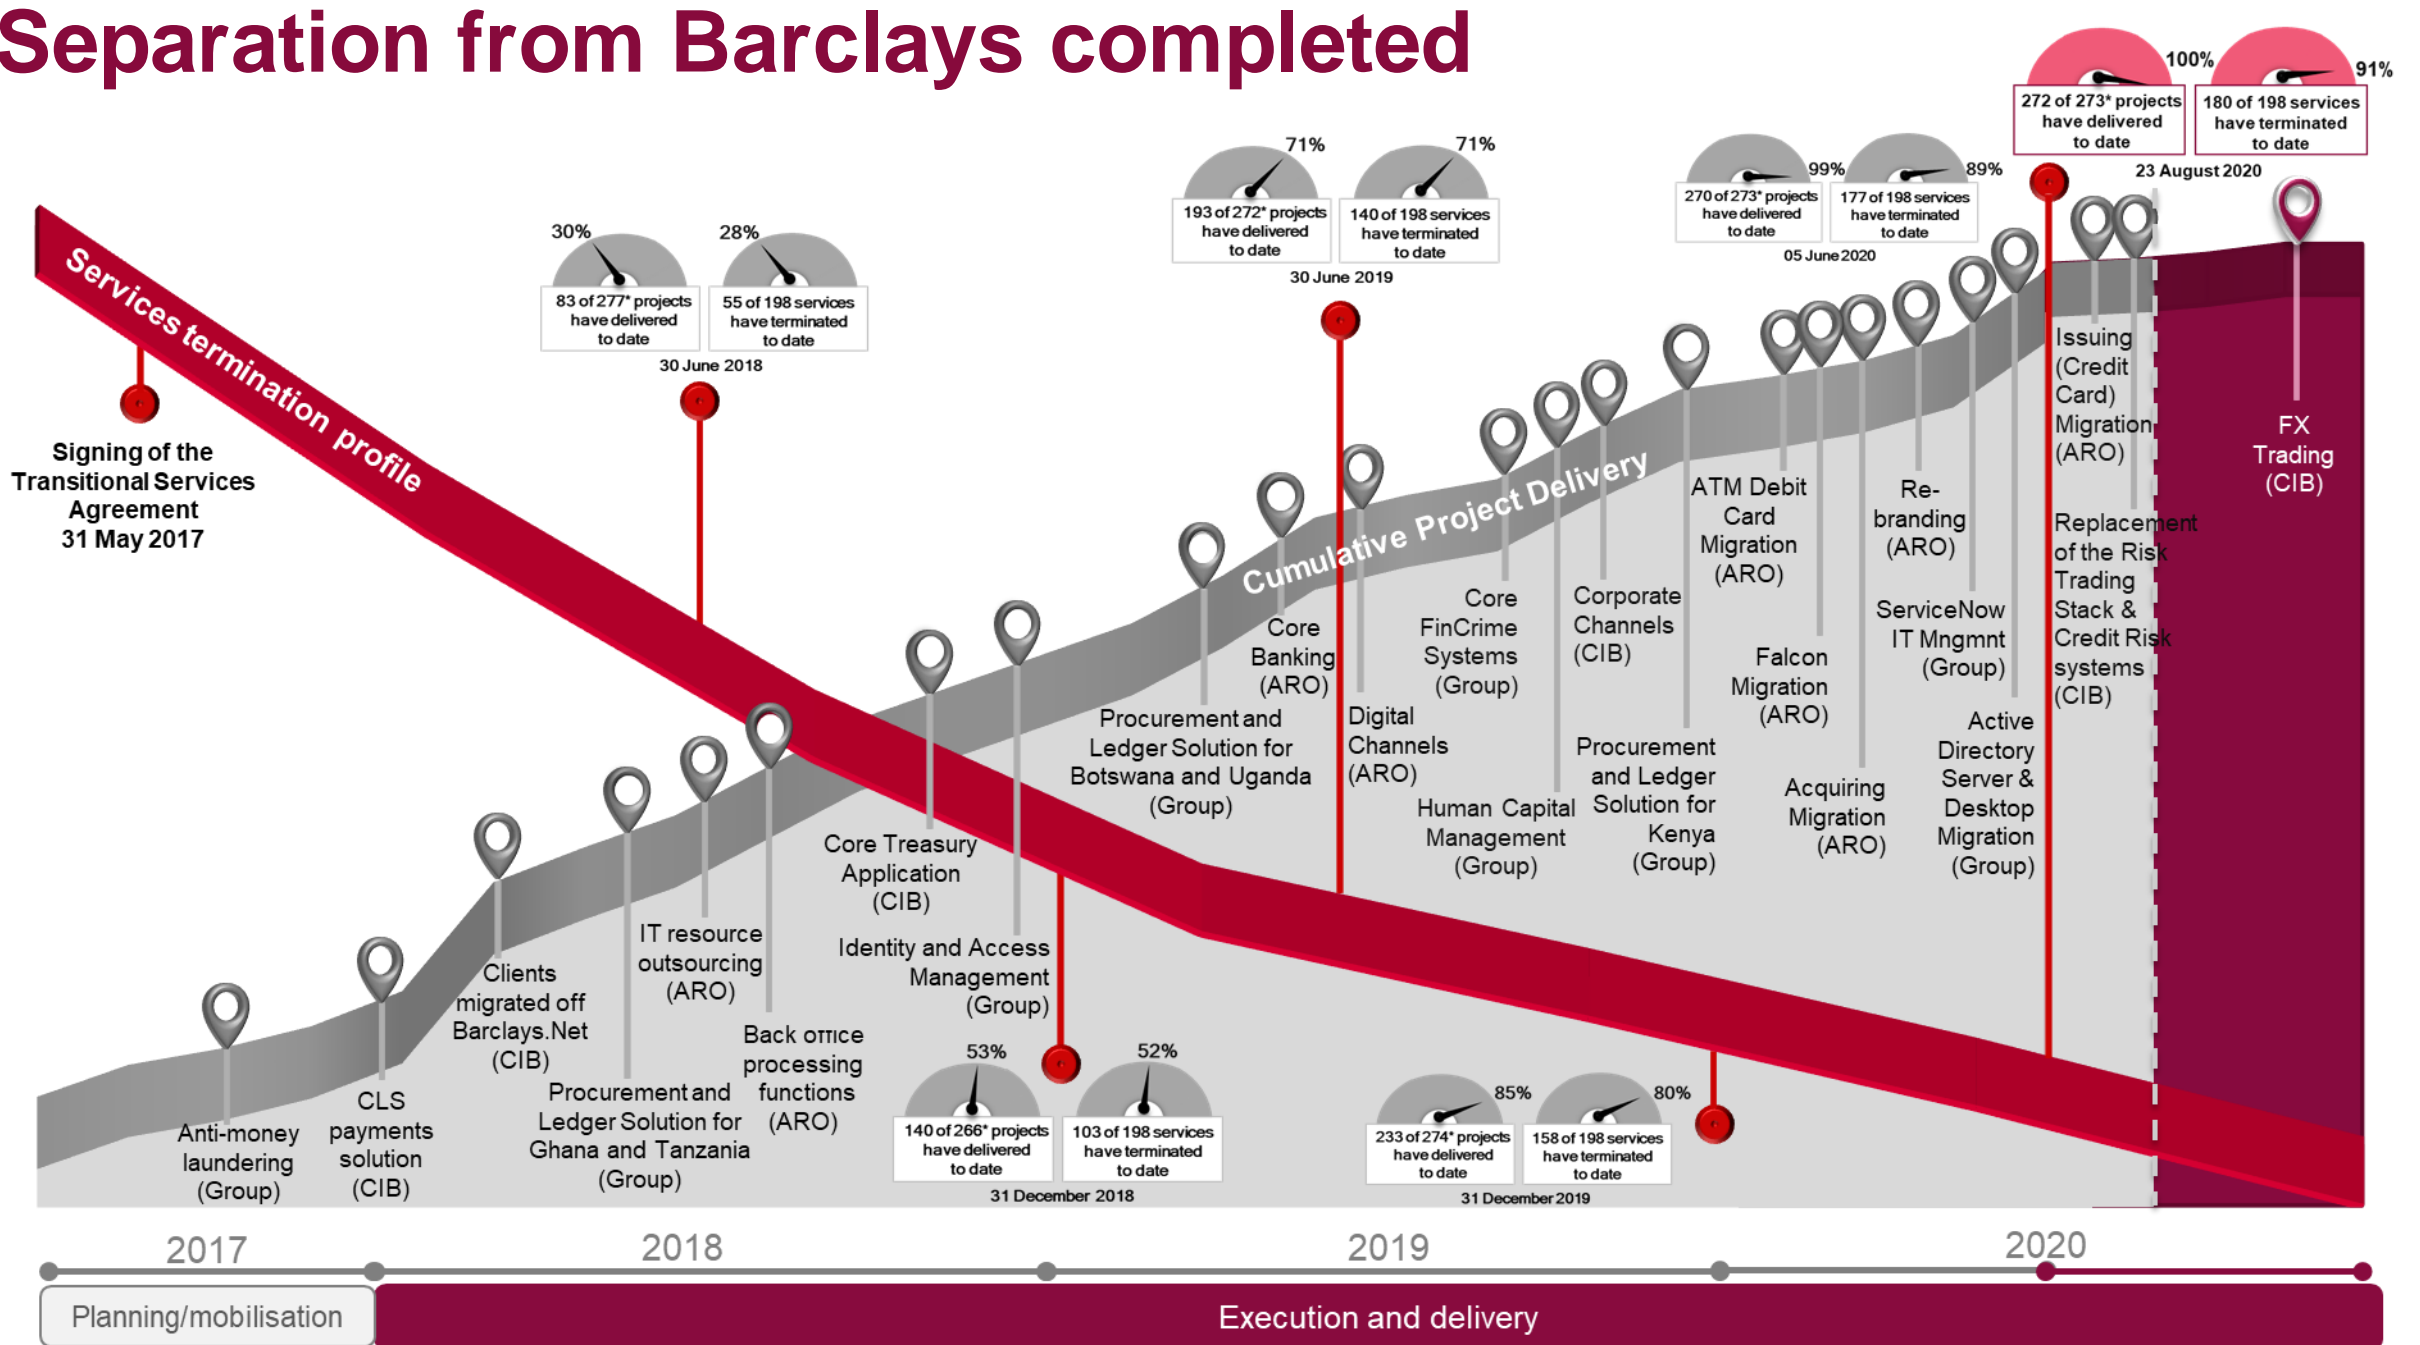 Separation from Barclays completed
100%
91%
272 of 273* projects
have delivered
to date
180 of 198 services
have terminated
to date
23 August 2020
71%
71%
193 of 272* projects
have delivered
to date
140 of 198 services
have terminated
to date
30 June 2019
99%
89%
270 of 273* projects
have delivered
to date
177 of 198 services
have terminated
to date
05 June 2020
30%
28%
83 of 277* projects
have delivered
to date
55 of 198 services
have terminated
to date
30 June 2018
Services termination profile
Signing of the
Transitional Services
Agreement
31 May 2017
Cumulative Project Delivery
Anti-money
laundering
(Group)
CLS
payments
solution
(CIB)
Clients
migrated off
Barclays.Net
(CIB)
Procurement and
Ledger Solution for
Ghana and Tanzania
(Group)
IT resource
outsourcing
(ARO)
Back office
processing
functions
(ARO)
Core Treasury
Application
(CIB)
Identity and Access
Management
(Group)
Procurement and
Ledger Solution for
Botswana and Uganda
(Group)
Core
Banking
(ARO)
Digital
Channels
(ARO)
Core
FinCrime
Systems
(Group)
Human Capital
Management
(Group)
Corporate
Channels
(CIB)
Procurement
and Ledger
Solution for
Kenya
(Group)
ATM Debit
Card
Migration
(ARO)
Falcon
Migration
(ARO)
Acquiring
Migration
(ARO)
Re-
branding
(ARO)
ServiceNow
IT Mngmnt
(Group)
Active
Directory
Server &
Desktop
Migration
(Group)
Issuing
(Credit
Card)
Migration
(ARO)
Replacement
of the Risk
Trading
Stack &
Credit Risk
systems
(CIB)
FX
Trading
(CIB)
53%
52%
140 of 266* projects
have delivered
to date
103 of 198 services
have terminated
to date
31 December 2018
85%
80%
233 of 274* projects
have delivered
to date
158 of 198 services
have terminated
to date
31 December 2019
2017
2018
2019
2020
Planning/mobilisation
Execution and delivery